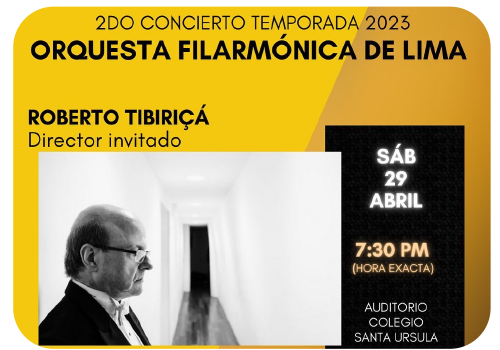 2DO CONCIERTO TEMPORADA 2023
ORQUESTA FILARMÓNICA DE LIMA
ROBERTO TIBIRIÇÁ
Director invitado
SÁB
29
ABRIL
7:30 PM
(HORA EXACTA)
AUDITORIO
COLEGIO
SANTA URSULA